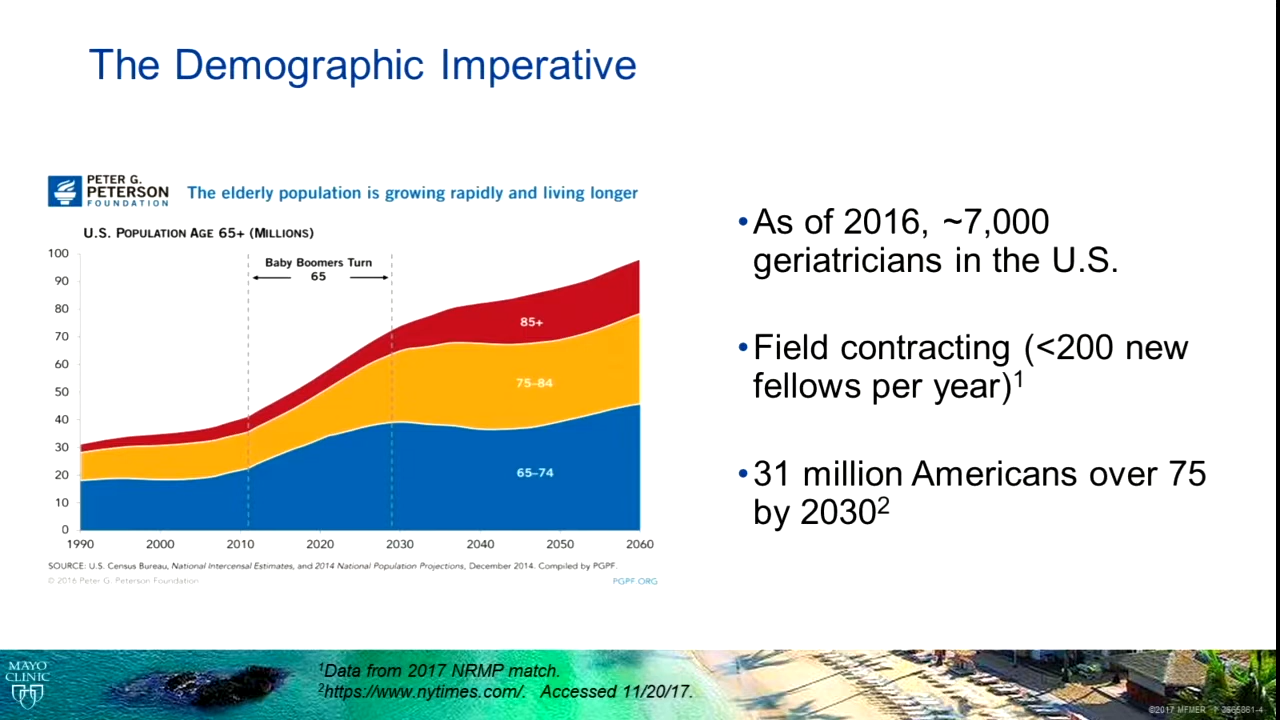 The Demographic Imperative
PETER G.
PETERSON
FOUNDATION
The elderly population is growing rapidly and living longer
U.S. POPULATION AGE 65+ (MILLIONS)
100
90
80
70
60
50
40
30
20
10
0
Baby Boomers Turn
65
85+
75–84
65–74
1990 2000 2010 2020 2030 2040 2050 2060
SOURCE: U.S. Census Bureau, National Intercensal Estimates, and 2014 National Population Projections, December 2014. Compiled by PGPF.
© 2016 Peter G. Peterson Foundation
PGPF.ORG
•As of 2016, ~7,000
geriatricians in the U.S.
•Field contracting (<200 new
fellows per year)¹
•31 million Americans over 75
by 2030²
MAYO
CLINIC
¹Data from 2017 NRMP match.
²https://www.nytimes.com/. Accessed 11/20/17.
©2017 MFMER